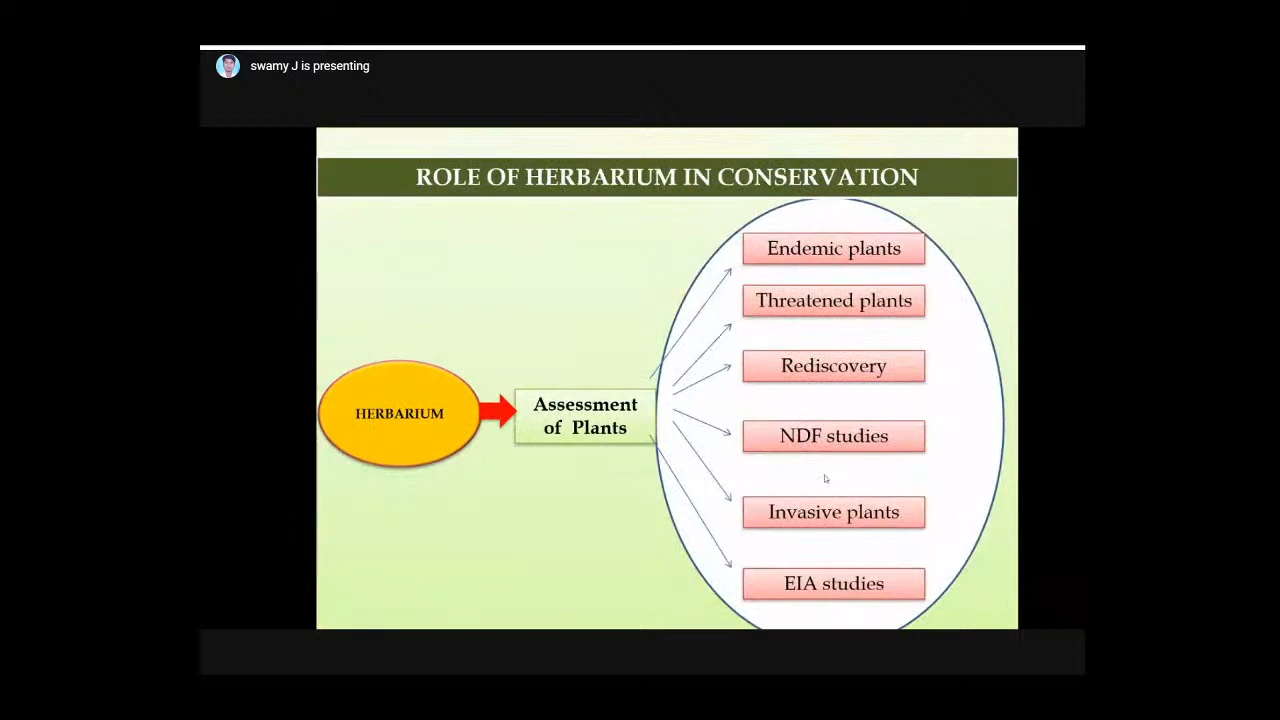 swamy J is presenting
ROLE OF HERBARIUM IN CONSERVATION
Endemic plants
Threatened plants
Rediscovery
HERBARIUM
Assessment
of Plants
NDF studies
Invasive plants
EIA studies